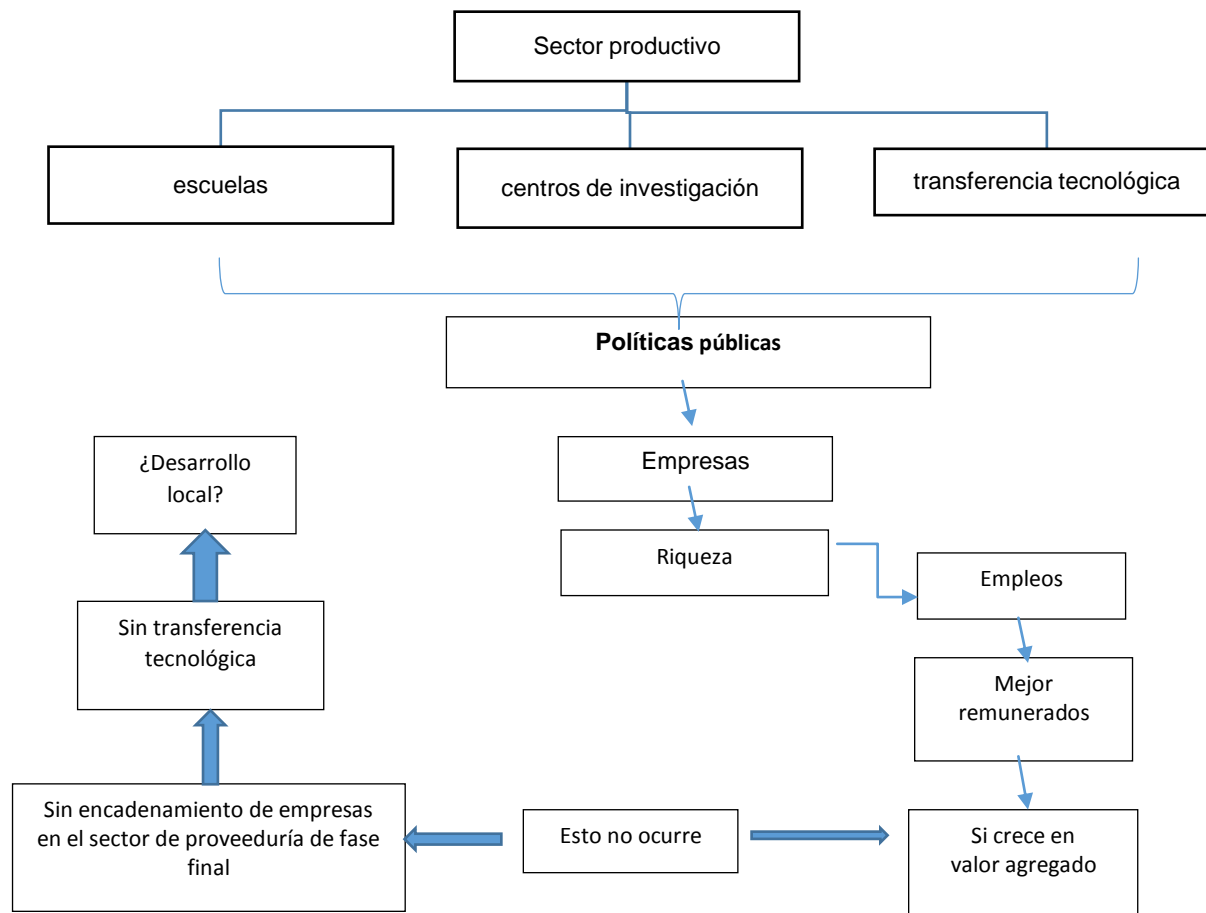 Sector productivo
escuelas
centros de investigación
transferencia tecnológica
Políticas públicas
Empresas
Riqueza
Empleos
Mejor
remunerados
Si crece en
valor agregado
Esto no ocurre
Sin encadenamiento de empresas
en el sector de proveeduría de fase
final
Sin transferencia
tecnológica
¿Desarrollo
local?